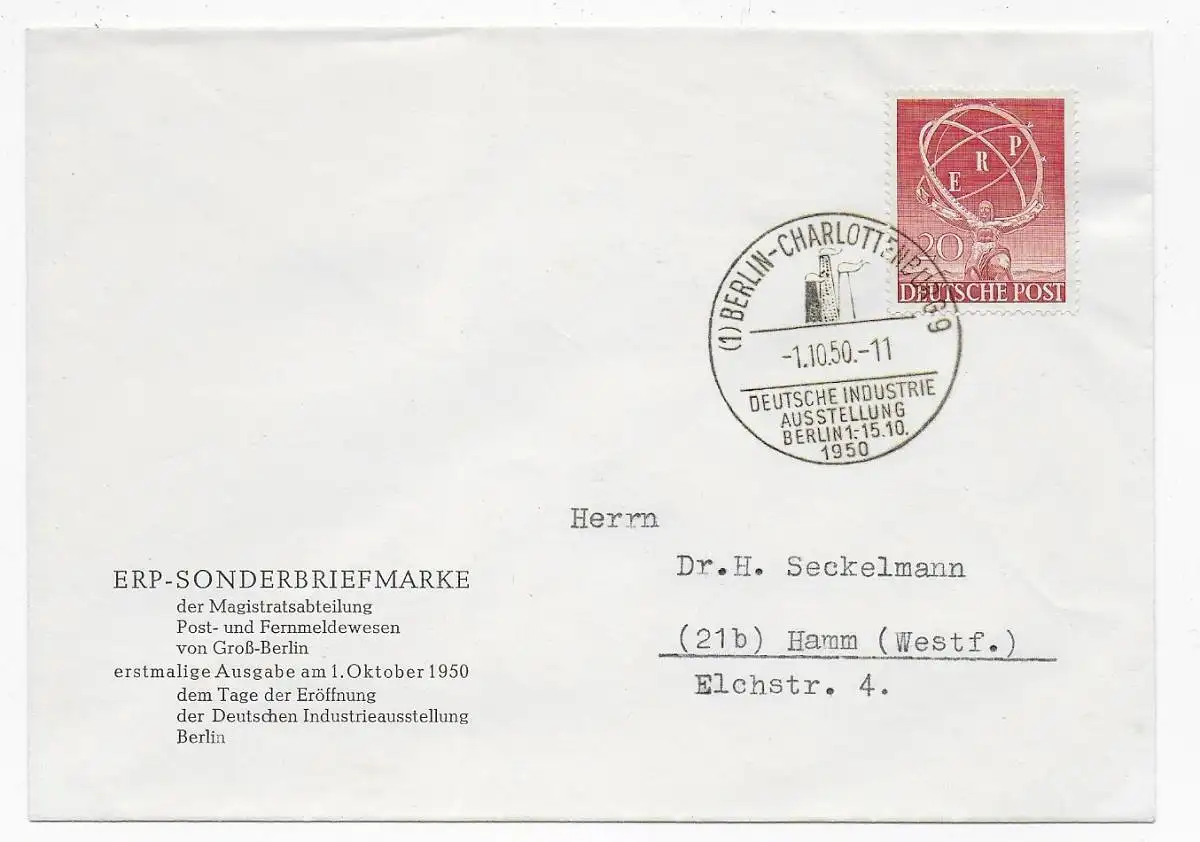 E R P
20
DEUTSCHE POST
(1) BERLIN-CHARLOTTENBURG 9
-1.10.50.-11
DEUTSCHE INDUSTRIE
AUSSTELLUNG
BERLIN 1.-15.10.
1950
Herrn
Dr.H. Seckelmann
(21b) Hamm (Westf.)
Elchstr. 4.
ERP-SONDERBRIEFMARKE
der Magistratsabteilung
Post- und Fernmeldewesen
von Groß-Berlin
erstmalige Ausgabe am 1. Oktober 1950
dem Tage der Eröffnung
der Deutschen Industrieausstellung
Berlin